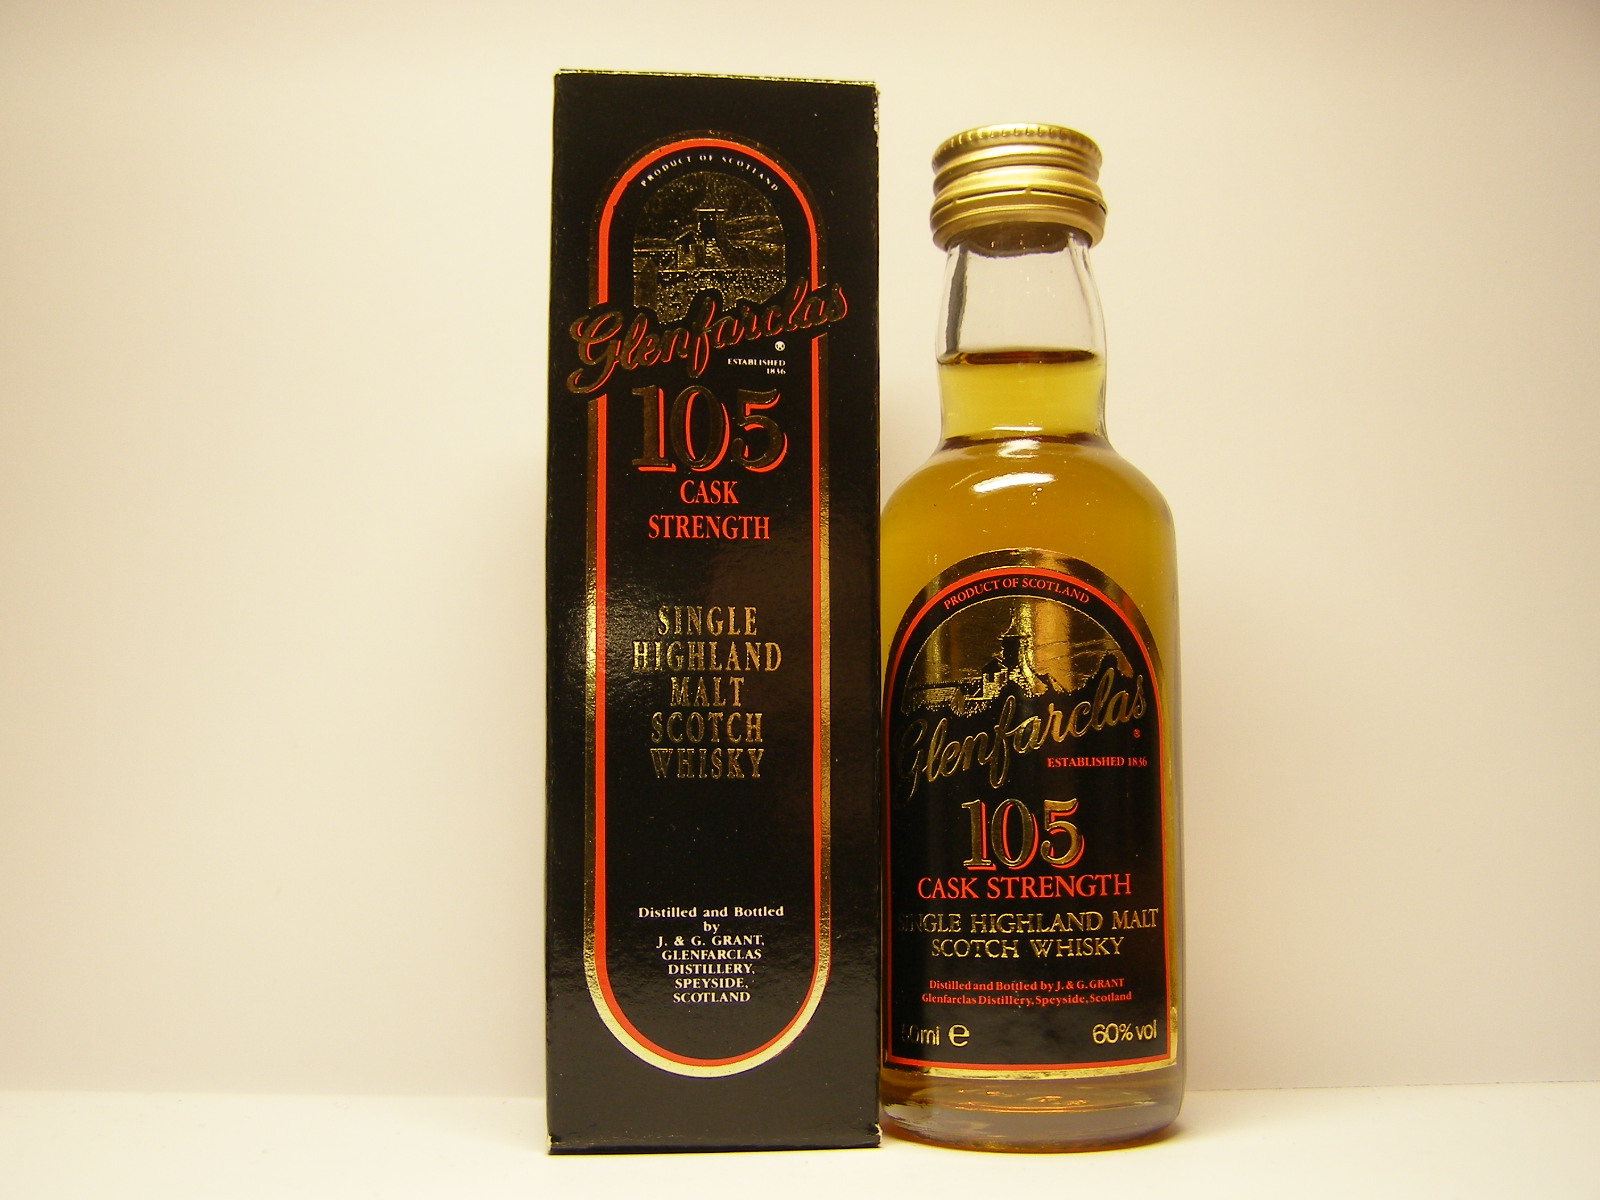 PRODUCT OF SCOTLAND
Glenfarclas
®
ESTABLISHED
1836
105
CASK
STRENGTH
SINGLE
HIGHLAND
MALT
SCOTCH
WHISKY
Distilled and Bottled
by
J. & G. GRANT,
GLENFARCLAS
DISTILLERY,
SPEYSIDE,
SCOTLAND
PRODUCT OF SCOTLAND
Glenfarclas
®
ESTABLISHED 1836
105
CASK STRENGTH
SINGLE HIGHLAND MALT
SCOTCH WHISKY
Distilled and Bottled by J. & G. GRANT
Glenfarclas Distillery, Speyside, Scotland
50ml e 60% vol